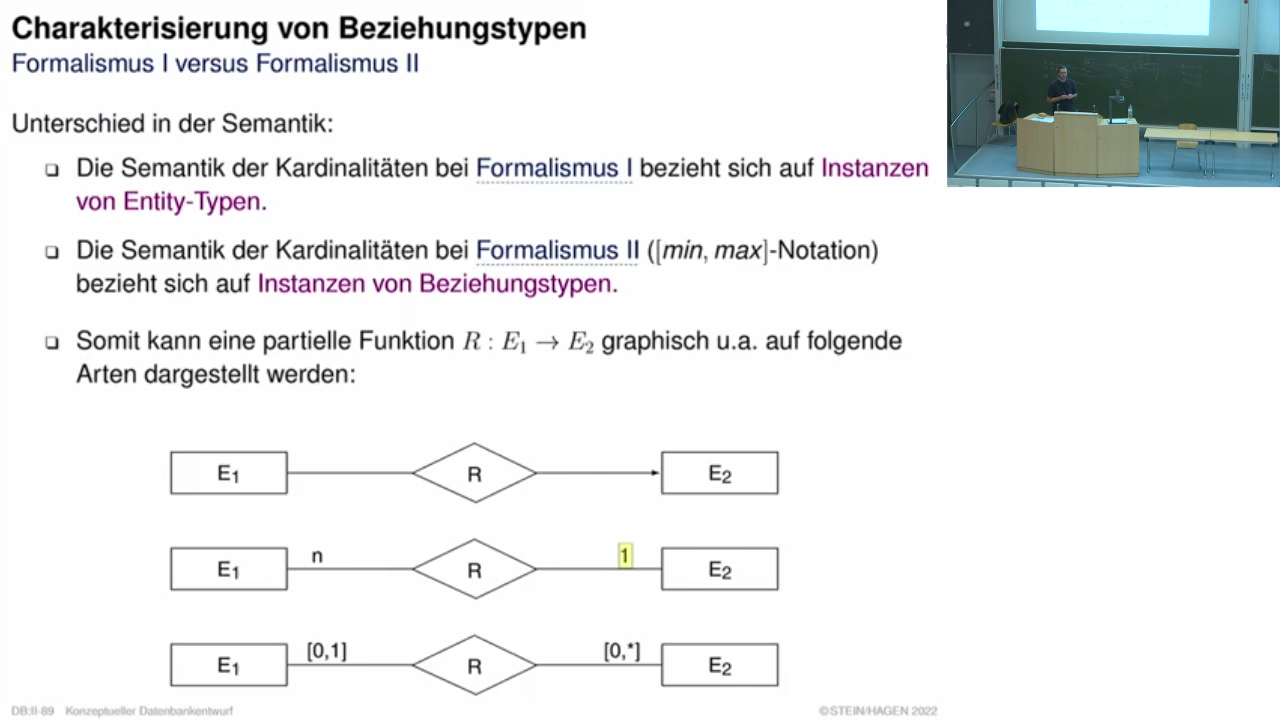 Charakterisierung von Beziehungstypen
Formalismus I versus Formalismus II
Unterschied in der Semantik:
Die Semantik der Kardinalitäten bei Formalismus I bezieht sich auf Instanzen
von Entity-Typen.
Die Semantik der Kardinalitäten bei Formalismus II ([min, max]-Notation)
bezieht sich auf Instanzen von Beziehungstypen.
Somit kann eine partielle Funktion R : E₁ → E₂ graphisch u.a. auf folgende
Arten dargestellt werden:
E₁ R E₂
E₁ n R 1 E₂
E₁ [0,1] R [0,*] E₂
DB:II-89 Konzeptueller Datenbankentwurf ©STEIN/HAGEN 2022